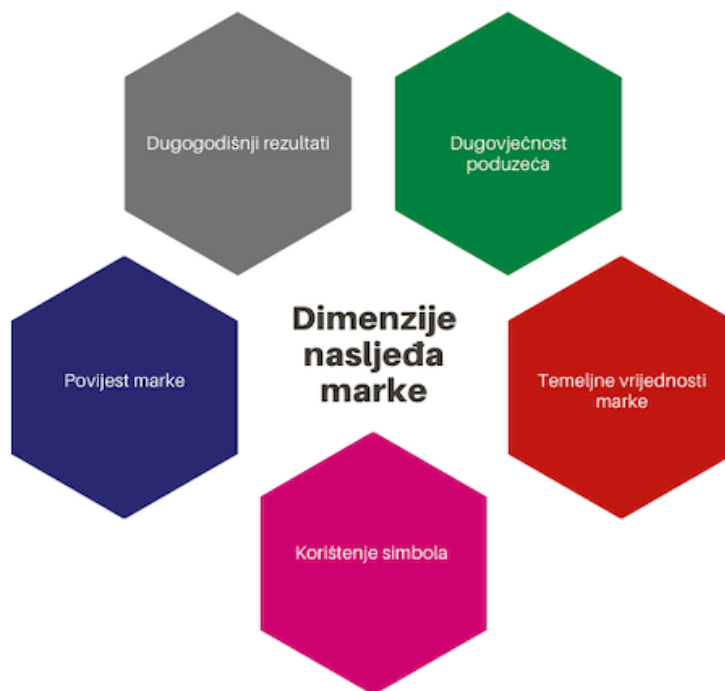 Dugogodišnji rezultati
Dugovječnost
poduzeća
Dimenzije
nasljeđa
marke
Povijest marke
Temeljne vrijednosti
marke
Korištenje simbola